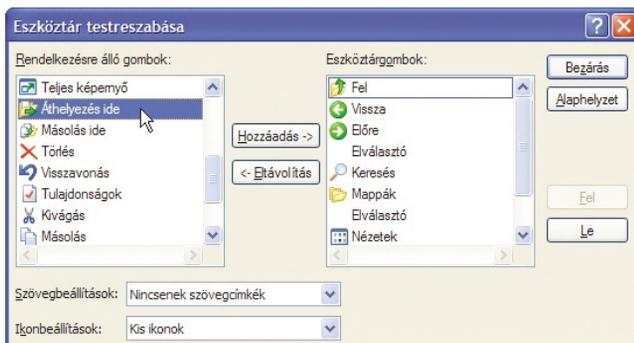 Eszköztár testreszabása
Rendelkezésre álló gombok:
Teljes képernyő
Áthelyezés ide
Másolás ide
Törlés
Visszavonás
Tulajdonságok
Kivágás
Másolás
Hozzáadás ->
<- Eltávolítás
Eszköztárgombok:
Fel
Vissza
Előre
Elválasztó
Keresés
Mappák
Elválasztó
Nézetek
Bezárás
Alaphelyzet
Fel
Le
Szövegbeállítások: Nincsenek szövegcímkék
Ikonbeállítások: Kis ikonok